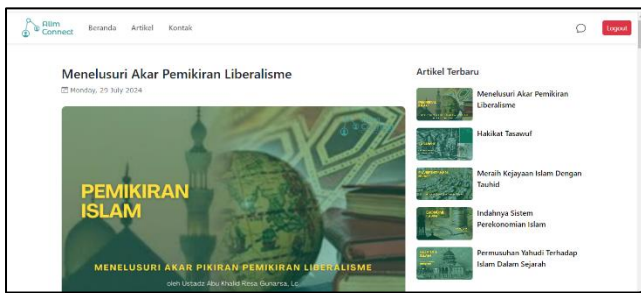 Alim
Connect
Beranda
Artikel
Kontak
Logout
Menelusuri Akar Pemikiran Liberalisme
Monday, 29 July 2024
PEMIKIRAN
ISLAM
MENELUSURI AKAR PIKIRAN PEMIKIRAN LIBERALISME
oleh Ustadz Abu Khalid Resa Gunarsa, Lc
Artikel Terbaru
Menelusuri Akar Pemikiran
Liberalisme
Hakikat Tasawuf
Meraih Kejayaan Islam Dengan
Tauhid
Indahnya Sistem
Perekonomian Islam
Permusuhan Yahudi Terhadap
Islam Dalam Sejarah